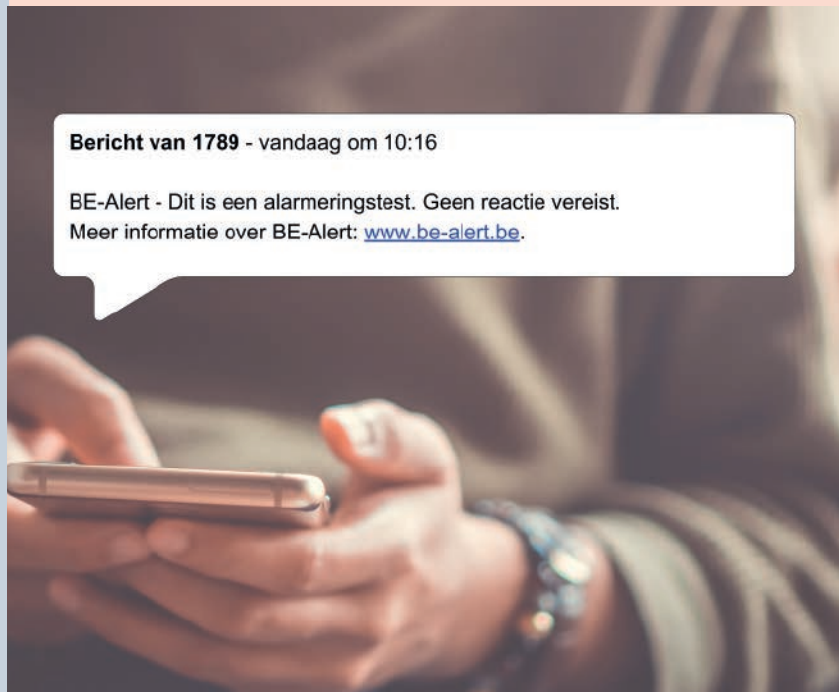 Bericht van 1789 - vandaag om 10:16
BE-Alert - Dit is een alarmeringstest. Geen reactie vereist.
Meer informatie over BE-Alert: www.be-alert.be.